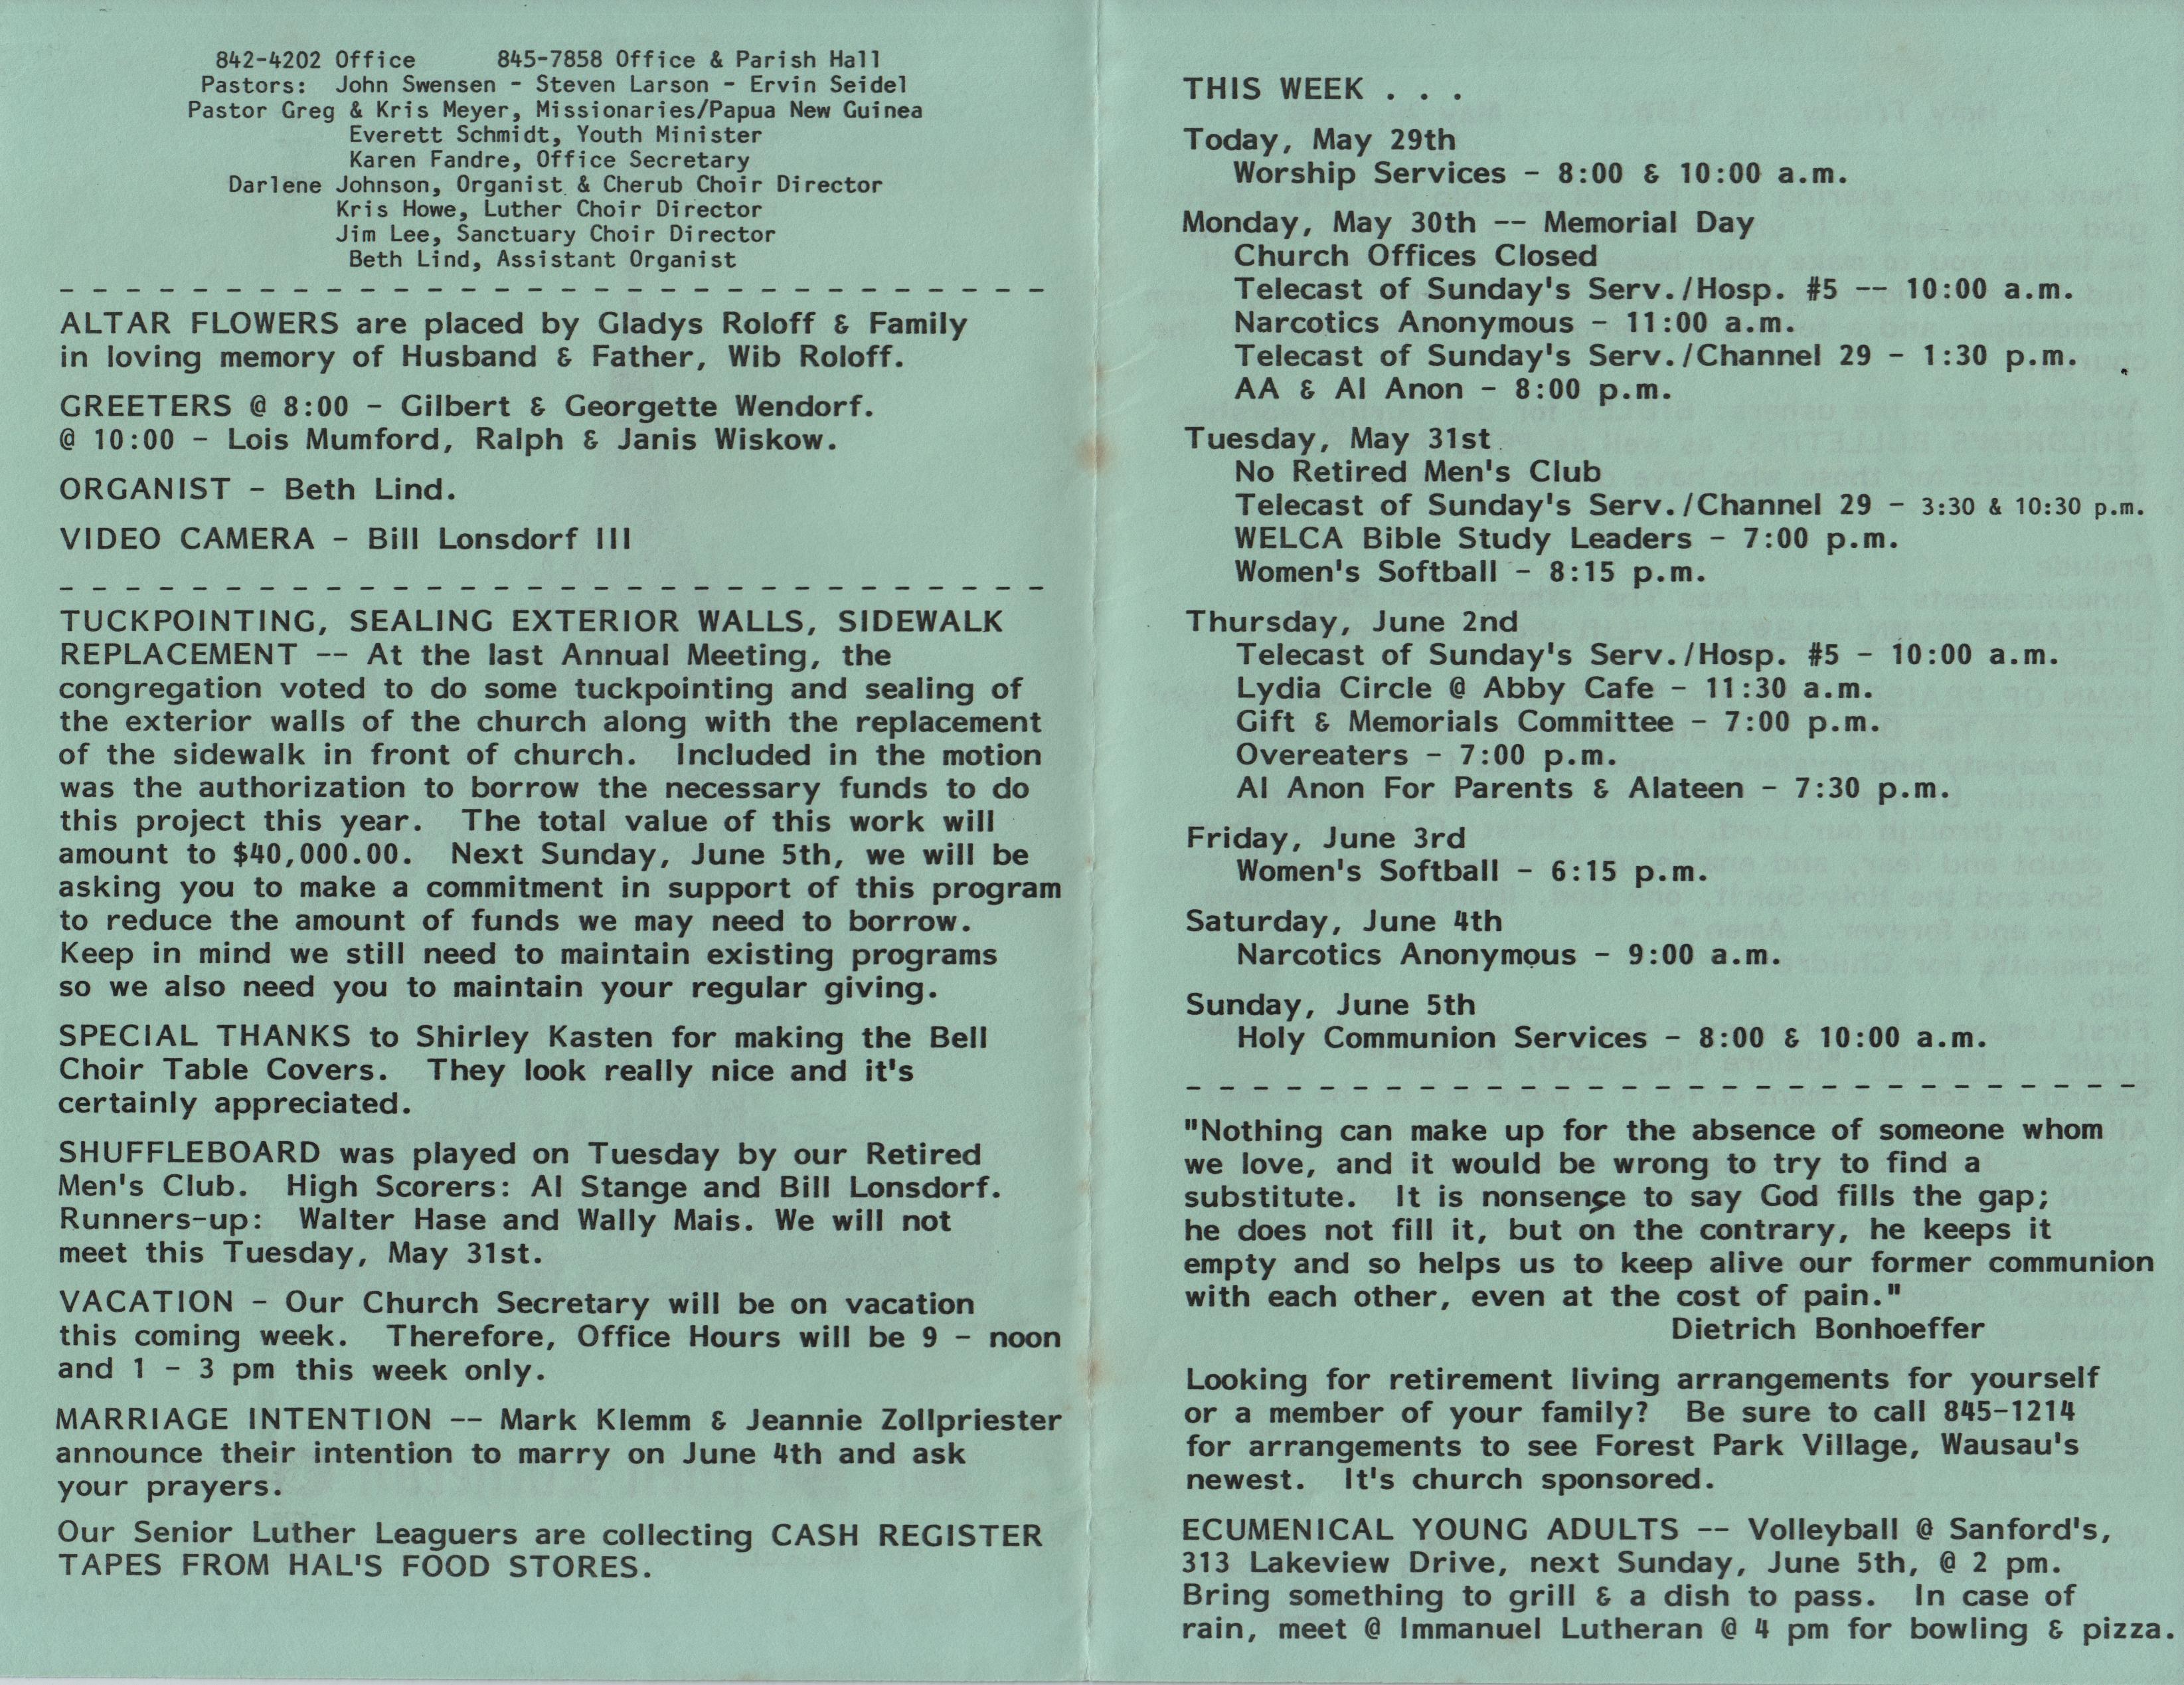 842-4202 Office 845-7858 Office & Parish Hall
Pastors: John Swensen - Steven Larson - Ervin Seidel
Pastor Greg & Kris Meyer, Missionaries/Papua New Guinea
Everett Schmidt, Youth Minister
Karen Fandre, Office Secretary
Darlene Johnson, Organist & Cherub Choir Director
Kris Howe, Luther Choir Director
Jim Lee, Sanctuary Choir Director
Beth Lind, Assistant Organist
ALTAR FLOWERS are placed by Gladys Roloff & Family
in loving memory of Husband & Father, Wib Roloff.
GREETERS @ 8:00 - Gilbert & Georgette Wendorf.
@ 10:00 - Lois Mumford, Ralph & Janis Wiskow.
ORGANIST - Beth Lind.
VIDEO CAMERA - Bill Lonsdorf III
TUCKPOINTING, SEALING EXTERIOR WALLS, SIDEWALK
REPLACEMENT -- At the last Annual Meeting, the
congregation voted to do some tuckpointing and sealing of
the exterior walls of the church along with the replacement
of the sidewalk in front of church. Included in the motion
was the authorization to borrow the necessary funds to do
this project this year. The total value of this work will
amount to $40,000.00. Next Sunday, June 5th, we will be
asking you to make a commitment in support of this program
to reduce the amount of funds we may need to borrow.
Keep in mind we still need to maintain existing programs
so we also need you to maintain your regular giving.
SPECIAL THANKS to Shirley Kasten for making the Bell
Choir Table Covers. They look really nice and it's
certainly appreciated.
SHUFFLEBOARD was played on Tuesday by our Retired
Men's Club. High Scorers: Al Stange and Bill Lonsdorf.
Runners-up: Walter Hase and Wally Mais. We will not
meet this Tuesday, May 31st.
VACATION - Our Church Secretary will be on vacation
this coming week. Therefore, Office Hours will be 9 - noon
and 1 - 3 pm this week only.
MARRIAGE INTENTION -- Mark Klemm & Jeannie Zollpriester
announce their intention to marry on June 4th and ask
your prayers.
Our Senior Luther Leaguers are collecting CASH REGISTER
TAPES FROM HAL'S FOOD STORES.
THIS WEEK . . .
Today, May 29th
Worship Services - 8:00 & 10:00 a.m.
Monday, May 30th -- Memorial Day
Church Offices Closed
Telecast of Sunday's Serv./Hosp. #5 -- 10:00 a.m.
Narcotics Anonymous - 11:00 a.m.
Telecast of Sunday's Serv./Channel 29 - 1:30 p.m.
AA & Al Anon - 8:00 p.m.
Tuesday, May 31st
No Retired Men's Club
Telecast of Sunday's Serv./Channel 29 - 3:30 & 10:30 p.m.
WELCA Bible Study Leaders - 7:00 p.m.
Women's Softball - 8:15 p.m.
Thursday, June 2nd
Telecast of Sunday's Serv./Hosp. #5 - 10:00 a.m.
Lydia Circle @ Abby Cafe - 11:30 a.m.
Gift & Memorials Committee - 7:00 p.m.
Overeaters - 7:00 p.m.
Al Anon For Parents & Alateen - 7:30 p.m.
Friday, June 3rd
Women's Softball - 6:15 p.m.
Saturday, June 4th
Narcotics Anonymous - 9:00 a.m.
Sunday, June 5th
Holy Communion Services - 8:00 & 10:00 a.m.
"Nothing can make up for the absence of someone whom
we love, and it would be wrong to try to find a
substitute. It is nonsense to say God fills the gap;
he does not fill it, but on the contrary, he keeps it
empty and so helps us to keep alive our former communion
with each other, even at the cost of pain."
Dietrich Bonhoeffer
Looking for retirement living arrangements for yourself
or a member of your family? Be sure to call 845-1214
for arrangements to see Forest Park Village, Wausau's
newest. It's church sponsored.
ECUMENICAL YOUNG ADULTS -- Volleyball @ Sanford's,
313 Lakeview Drive, next Sunday, June 5th, @ 2 pm.
Bring something to grill & a dish to pass. In case of
rain, meet @ Immanuel Lutheran @ 4 pm for bowling & pizza.